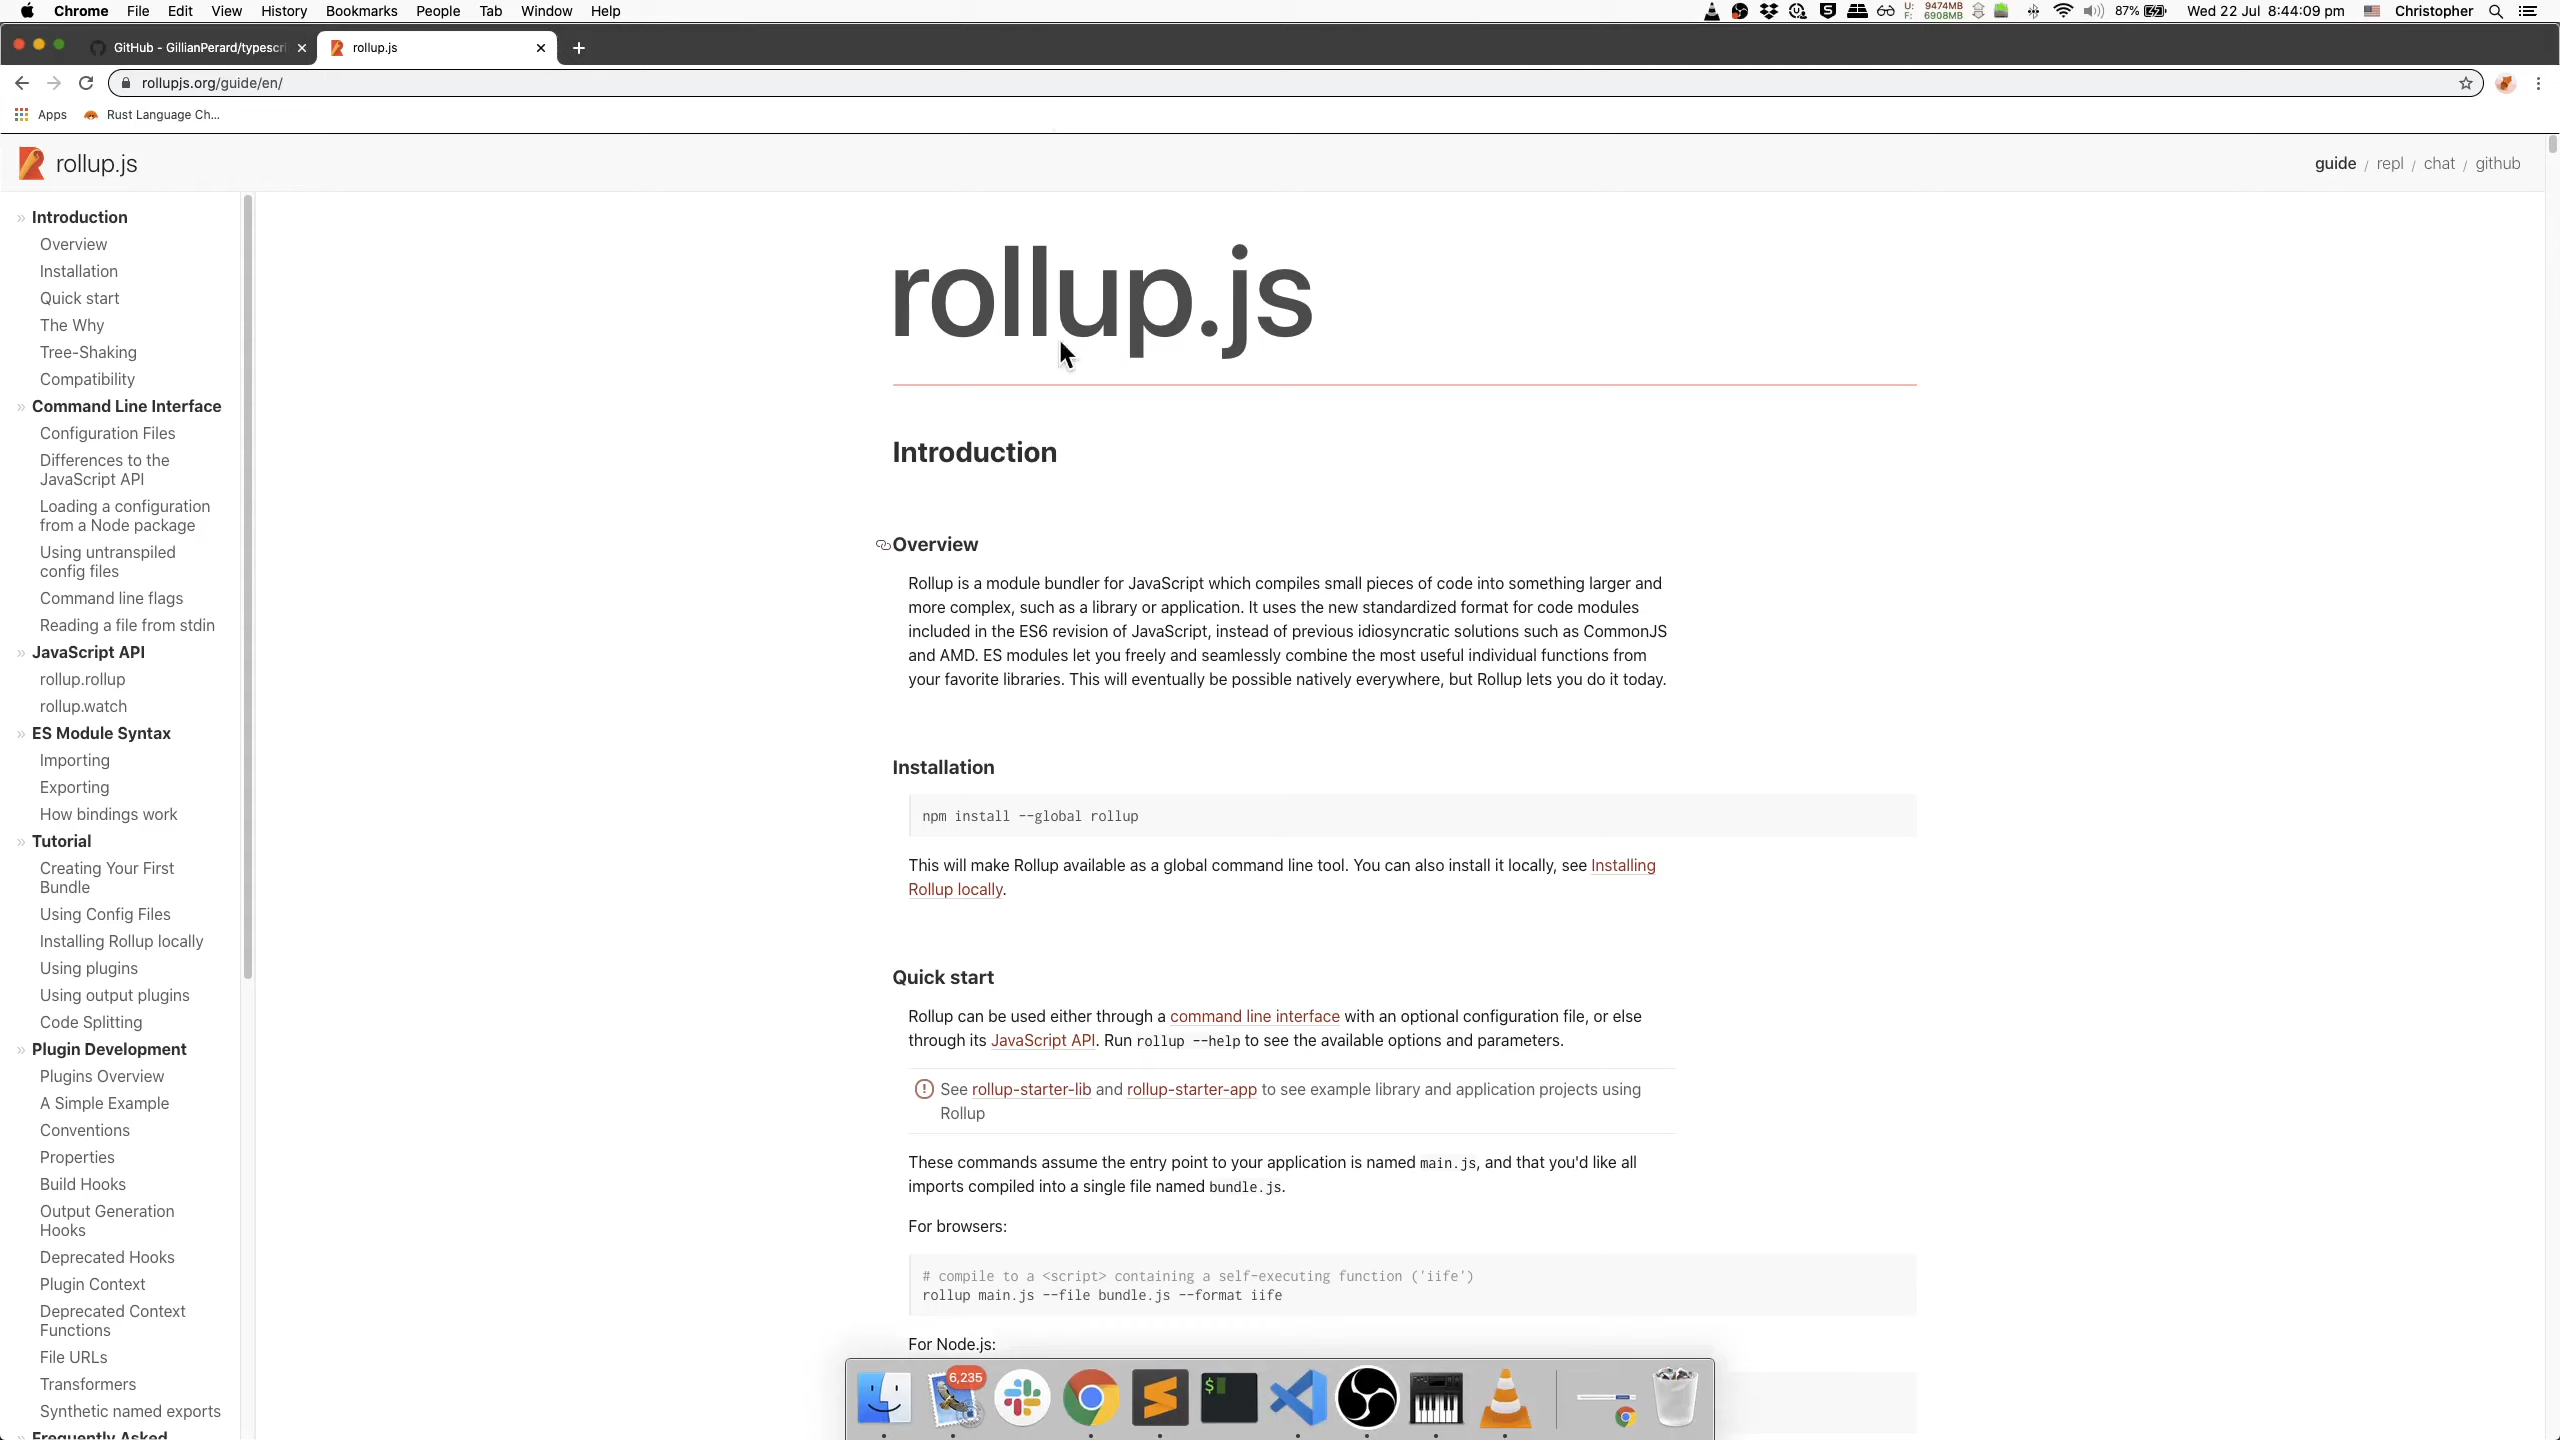 Chrome File Edit View History Bookmarks People Tab Window Help
U: 9474MB
F: 6908MB
87% Wed 22 Jul 8:44:09 pm Christopher
GitHub - GillianPerard/typescri
rollup.js
rollupjs.org/guide/en/
Apps Rust Language Ch...
rollup.js
guide / repl / chat / github
» Introduction
Overview
Installation
Quick start
The Why
Tree-Shaking
Compatibility
» Command Line Interface
Configuration Files
Differences to the
JavaScript API
Loading a configuration
from a Node package
Using untranspiled
config files
Command line flags
Reading a file from stdin
» JavaScript API
rollup.rollup
rollup.watch
» ES Module Syntax
Importing
Exporting
How bindings work
» Tutorial
Creating Your First
Bundle
Using Config Files
Installing Rollup locally
Using plugins
Using output plugins
Code Splitting
» Plugin Development
Plugins Overview
A Simple Example
Conventions
Properties
Build Hooks
Output Generation
Hooks
Deprecated Hooks
Plugin Context
Deprecated Context
Functions
File URLs
Transformers
Synthetic named exports
» Frequently Asked
rollup.js
Introduction
Overview
Rollup is a module bundler for JavaScript which compiles small pieces of code into something larger and
more complex, such as a library or application. It uses the new standardized format for code modules
included in the ES6 revision of JavaScript, instead of previous idiosyncratic solutions such as CommonJS
and AMD. ES modules let you freely and seamlessly combine the most useful individual functions from
your favorite libraries. This will eventually be possible natively everywhere, but Rollup lets you do it today.
Installation
npm install --global rollup
This will make Rollup available as a global command line tool. You can also install it locally, see Installing
Rollup locally.
Quick start
Rollup can be used either through a command line interface with an optional configuration file, or else
through its JavaScript API. Run rollup --help to see the available options and parameters.
See rollup-starter-lib and rollup-starter-app to see example library and application projects using
Rollup
These commands assume the entry point to your application is named main.js, and that you'd like all
imports compiled into a single file named bundle.js.
For browsers:
# compile to a <script> containing a self-executing function ('iife')
rollup main.js --file bundle.js --format iife
For Node.js:
6,235
$